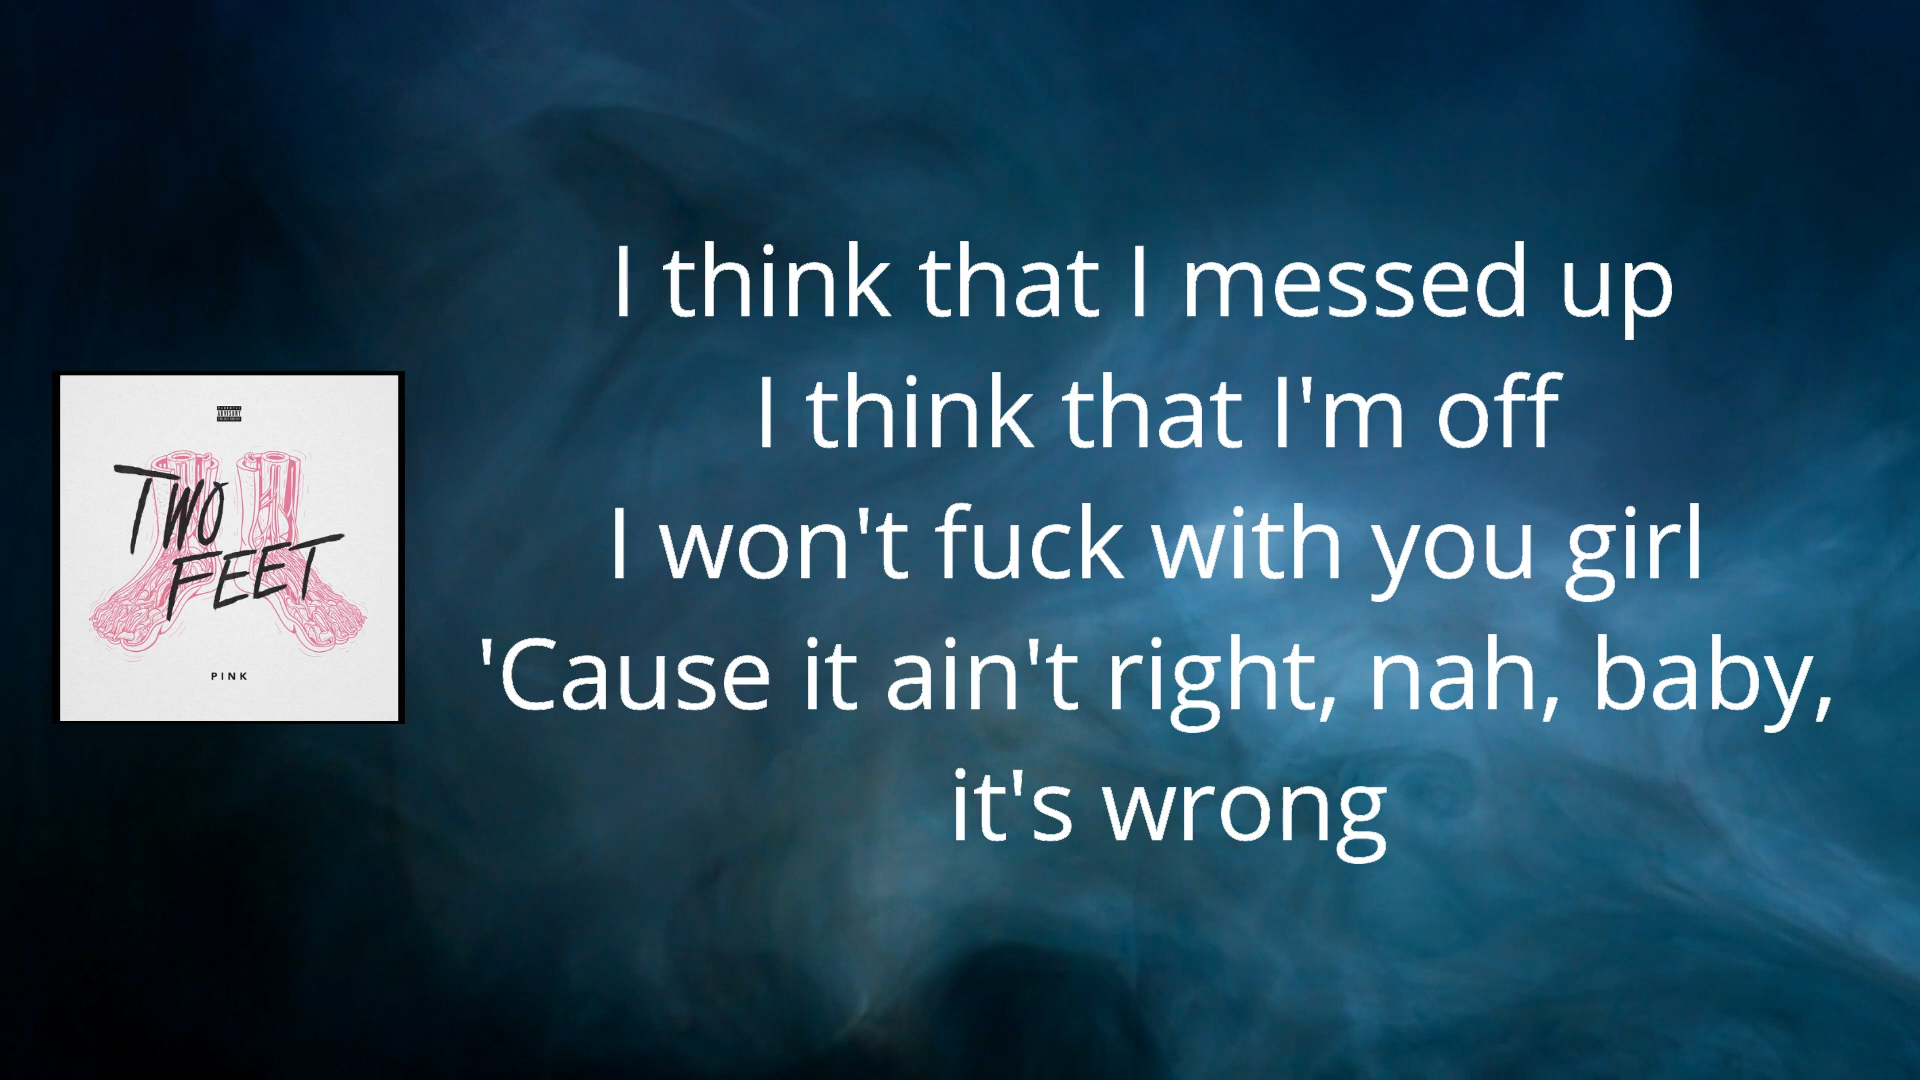 I think that I messed up
I think that I'm off
I won't fuck with you girl
'Cause it ain't right, nah, baby,
it's wrong
TWO
FEET
PINK